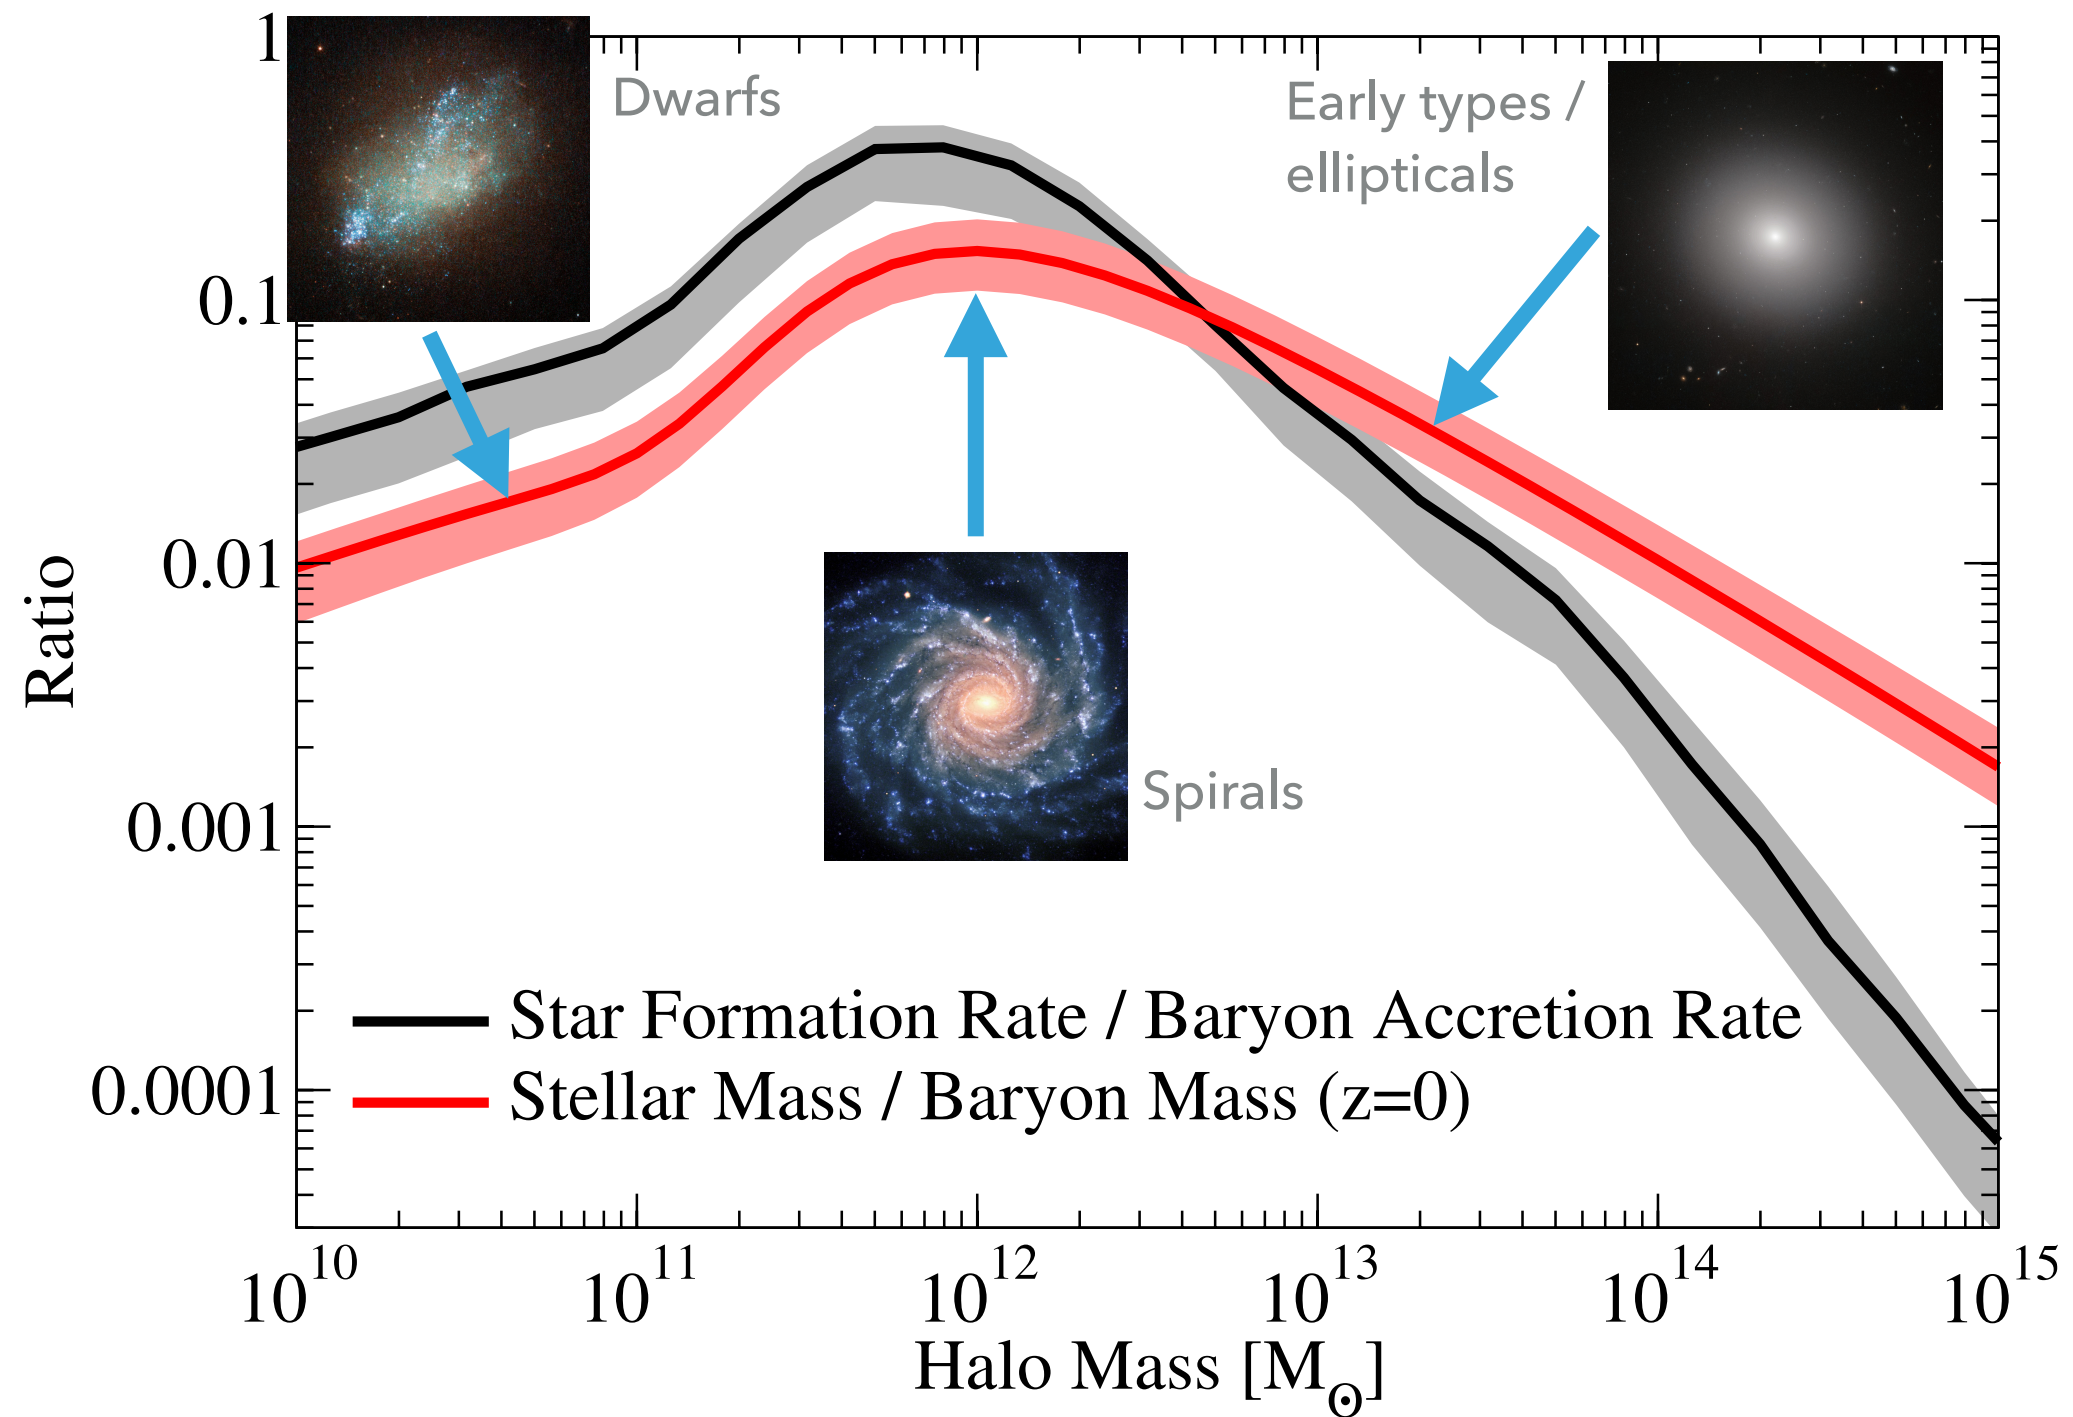 1
0.1
0.01
0.001
0.0001
Ratio
Dwarfs
Early types /
ellipticals
Spirals
Star Formation Rate / Baryon Accretion Rate
Stellar Mass / Baryon Mass (z=0)
10^10 10^11 10^12 10^13 10^14 10^15
Halo Mass [M_⊙]